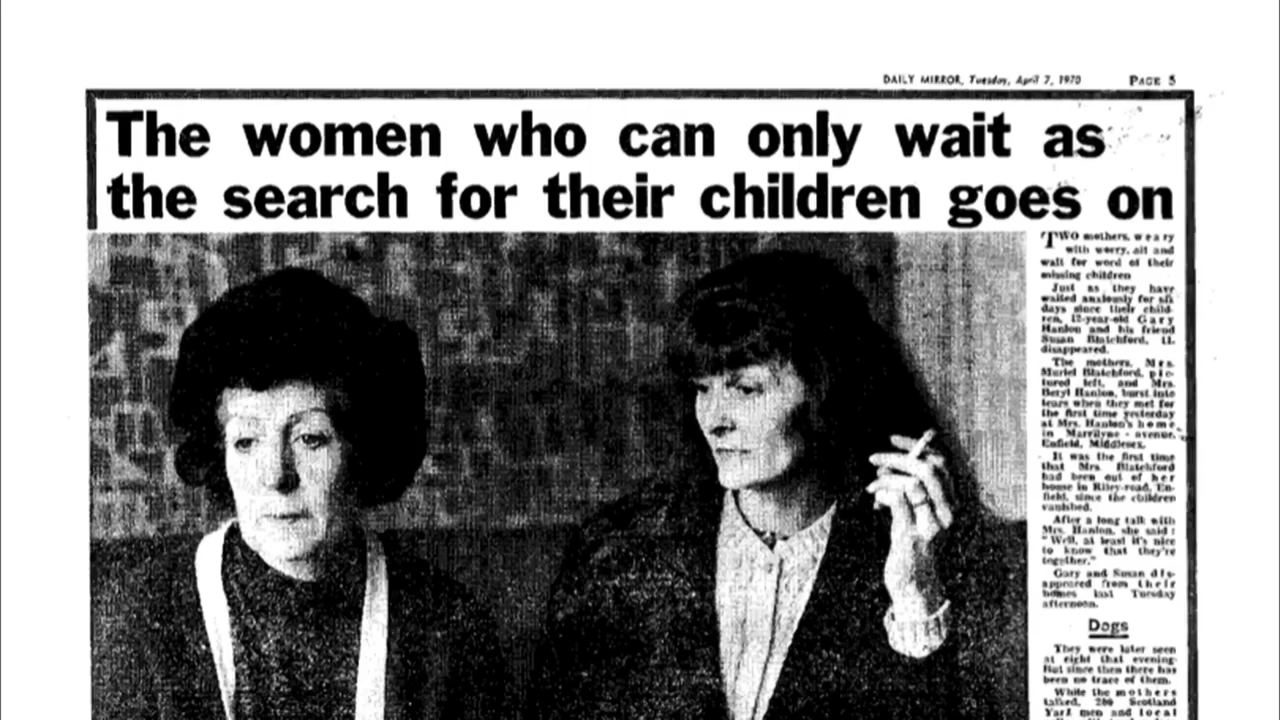 DAILY MIRROR, Tuesday, April 7, 1970 PAGE 5
The women who can only wait as
the search for their children goes on
TWO mothers, weary
with worry, sit and
wait for word of their
missing children
Just as they have
waited anxiously for six
days since their child-
ren, 12-year-old Gary
Hanlon and his friend
Susan Blatchford, 11,
disappeared.
The mothers, Mrs.
Muriel Blatchford, pic-
tured left, and Mrs.
Beryl Hanlon, burst into
tears when they met for
the first time yesterday
at Mrs. Hanlon's home
in Marrilyne - avenue,
Enfield, Middlesex.
It was the first time
that Mrs. Blatchford
had been out of her
house in Riley-road, En-
field, since the children
vanished.
After a long talk with
Mrs. Hanlon, she said:
"Well, at least it's nice
to know that they're
together."
Gary and Susan dis-
appeared from their
homes last Tuesday
afternoon.
Dogs
They were later seen
at eight that evening.
But since then there has
been no trace of them.
While the mothers
talked, 200 Scotland
Yard men and local